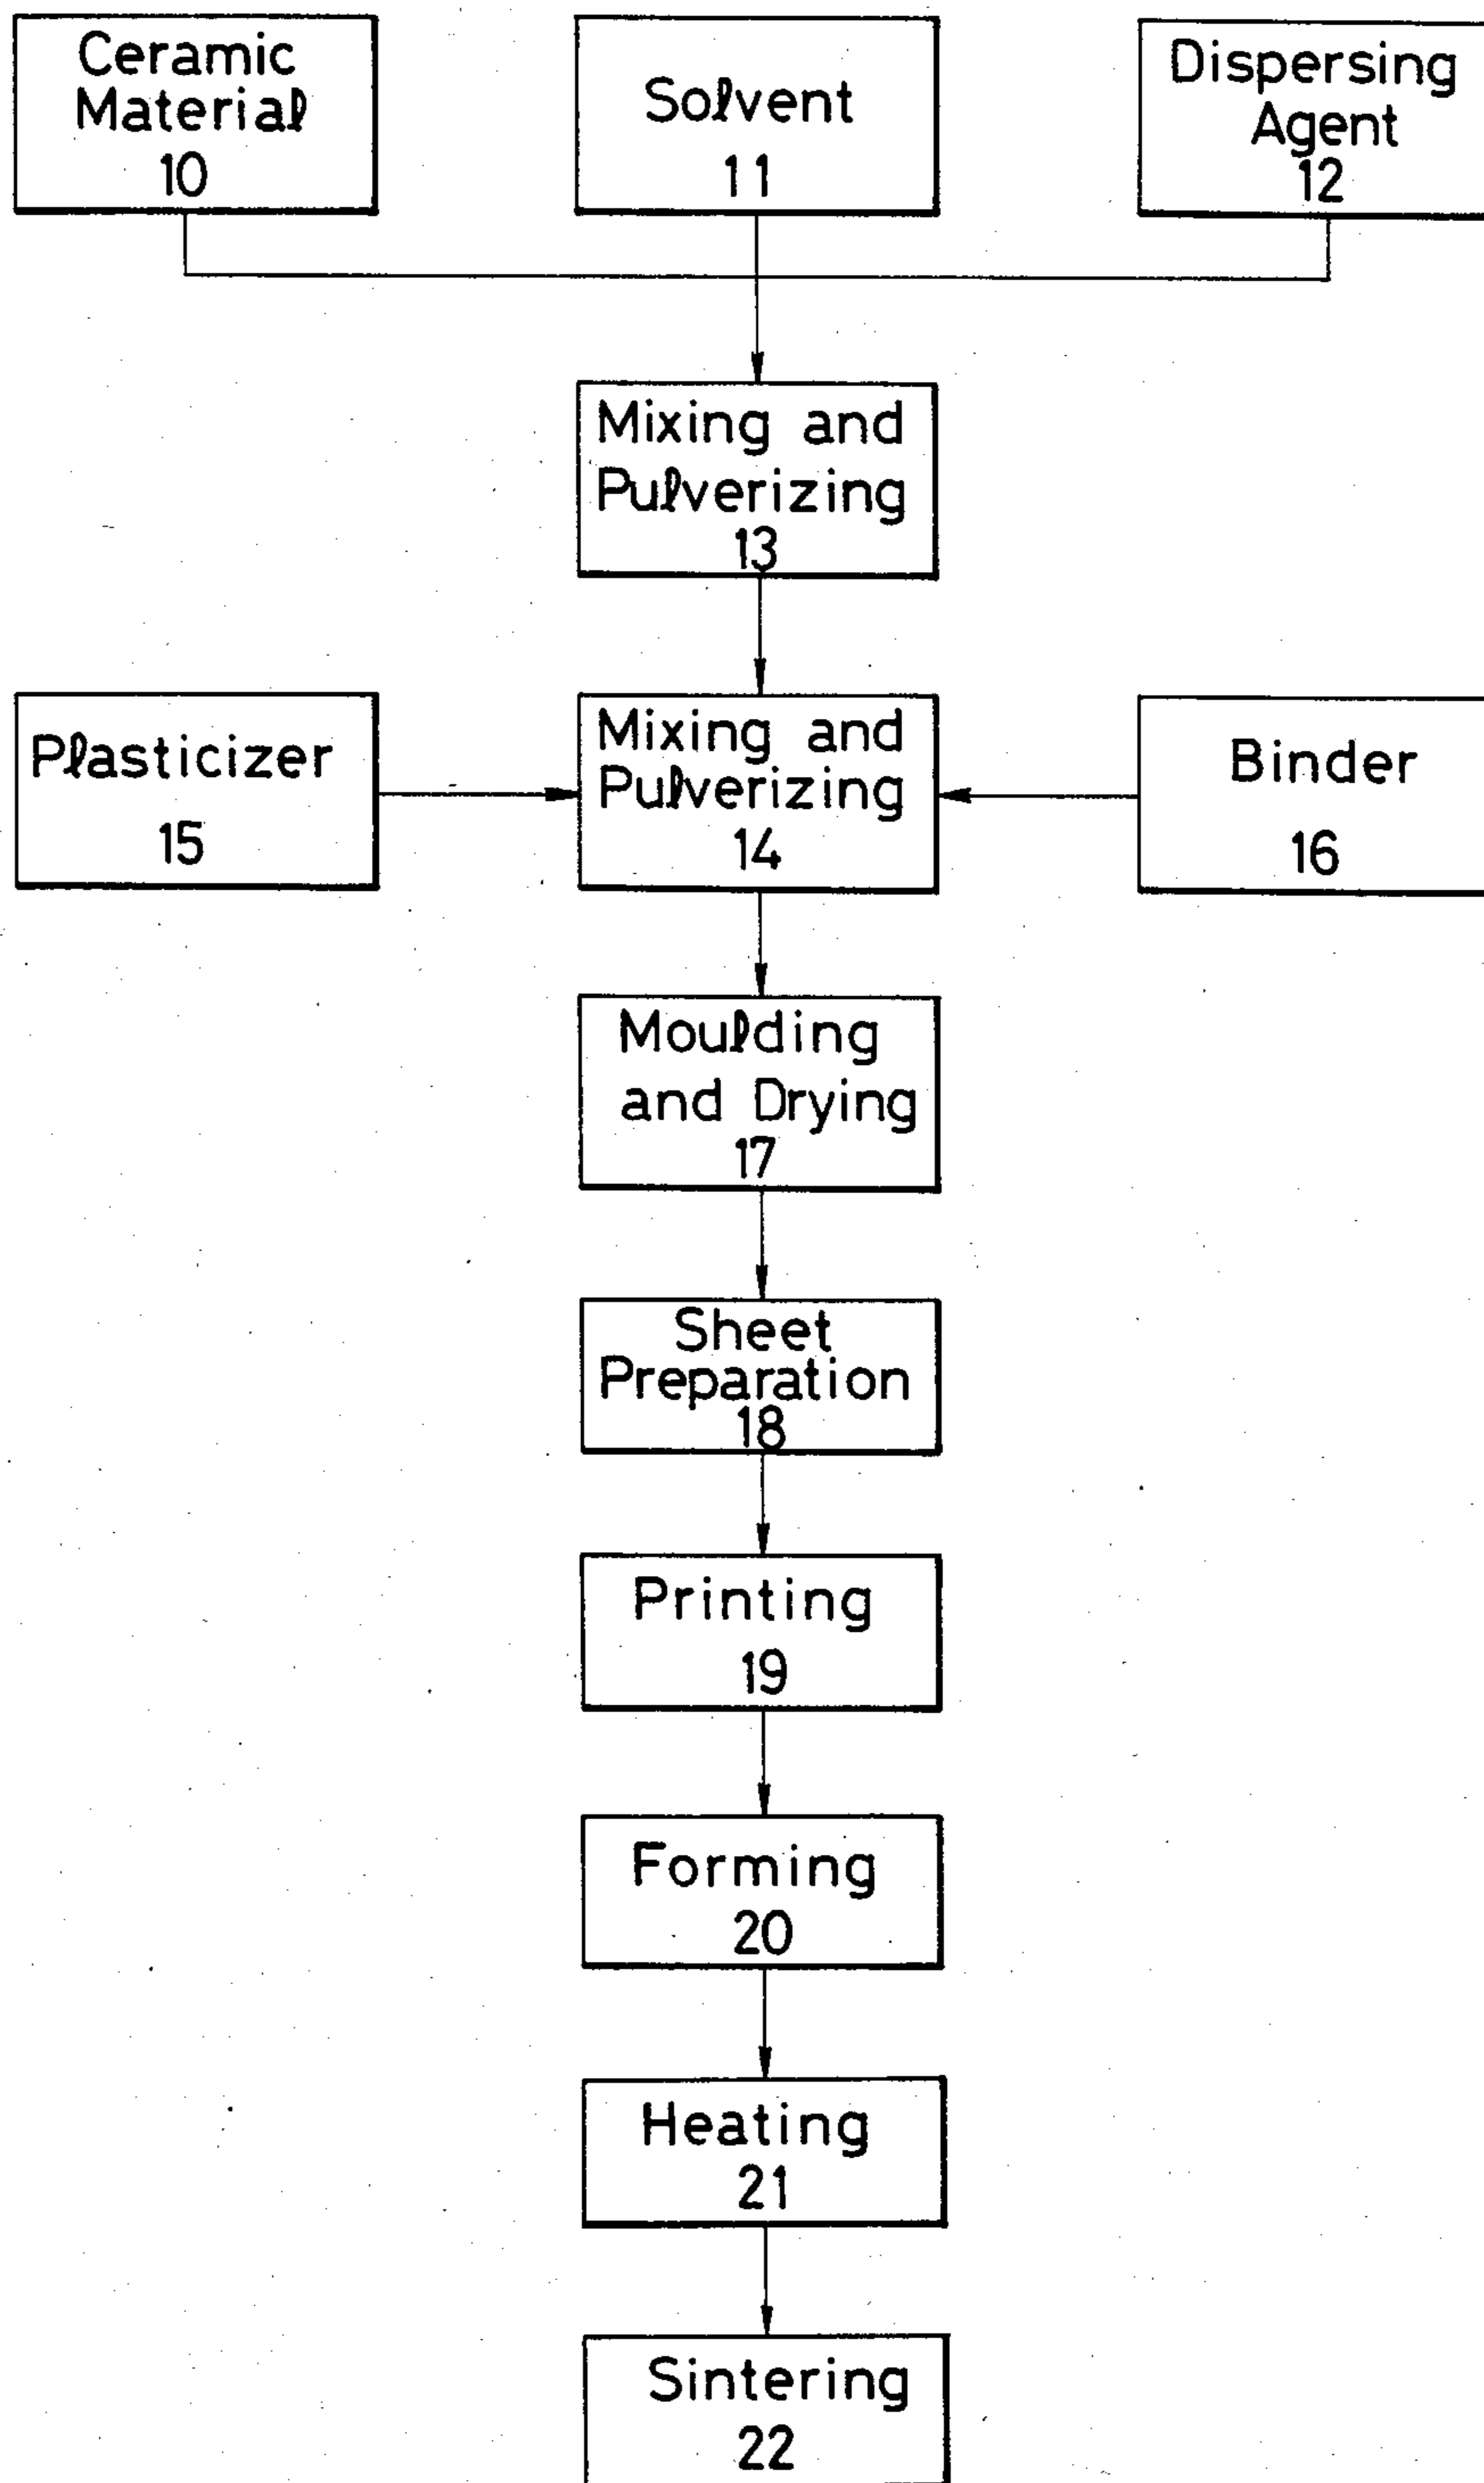 Ceramic
Material
10
Solvent
11
Dispersing
Agent
12
Mixing and
Pulverizing
13
Plasticizer
15
Mixing and
Pulverizing
14
Binder
16
Moulding
and Drying
17
Sheet
Preparation
18
Printing
19
Forming
20
Heating
21
Sintering
22